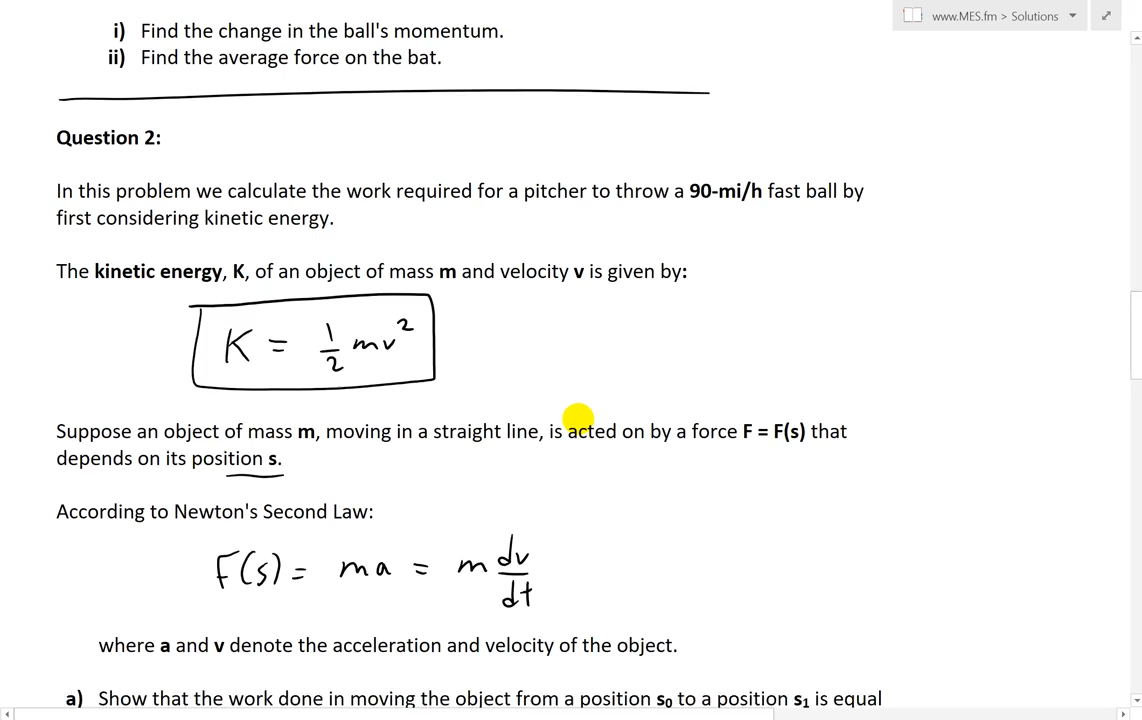 www.MES.fm > Solutions
i) Find the change in the ball's momentum.
ii) Find the average force on the bat.
Question 2:
In this problem we calculate the work required for a pitcher to throw a 90-mi/h fast ball by
first considering kinetic energy.
The kinetic energy, K, of an object of mass m and velocity v is given by:
K = 1/2 mv²
Suppose an object of mass m, moving in a straight line, is acted on by a force F = F(s) that
depends on its position s.
According to Newton's Second Law:
F(s) = ma = m dv/dt
where a and v denote the acceleration and velocity of the object.
a) Show that the work done in moving the object from a position s₀ to a position s₁ is equal